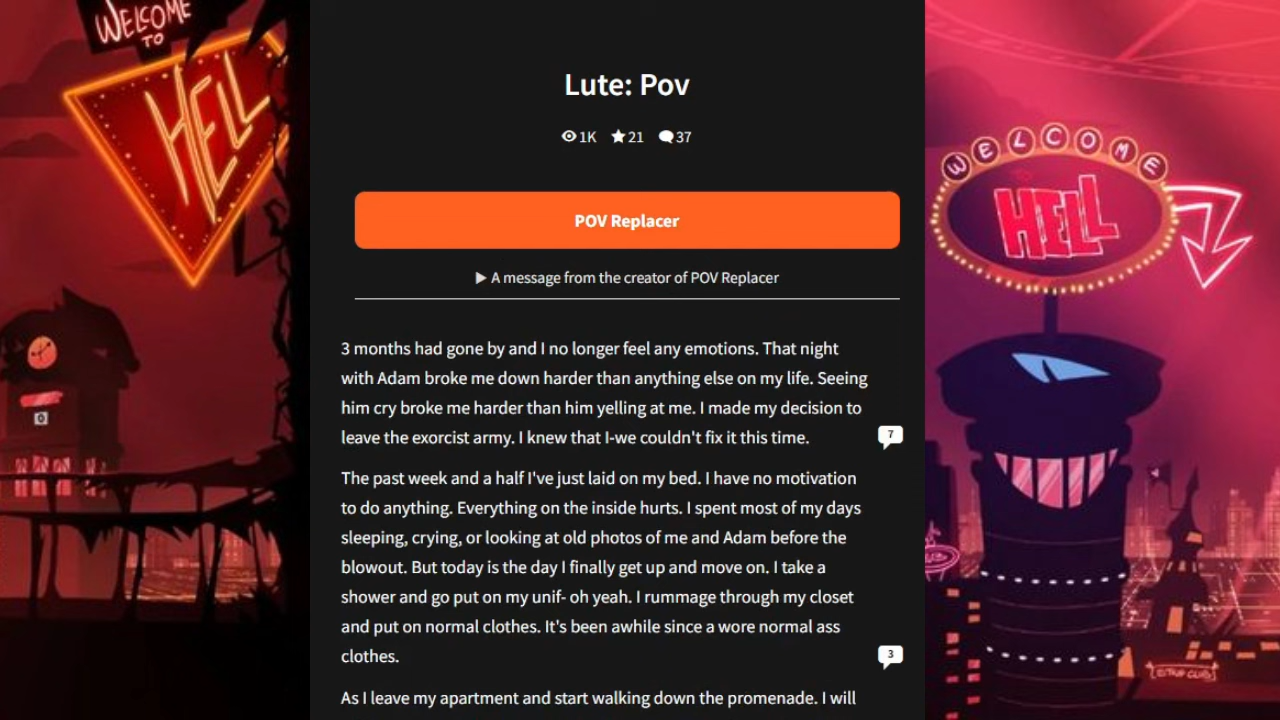 WELCOME
TO
HELL
Lute: Pov
1K 21 37
POV Replacer
▶ A message from the creator of POV Replacer
3 months had gone by and I no longer feel any emotions. That night
with Adam broke me down harder than anything else on my life. Seeing
him cry broke me harder than him yelling at me. I made my decision to
leave the exorcist army. I knew that I-we couldn't fix it this time.
7
The past week and a half I've just laid on my bed. I have no motivation
to do anything. Everything on the inside hurts. I spent most of my days
sleeping, crying, or looking at old photos of me and Adam before the
blowout. But today is the day I finally get up and move on. I take a
shower and go put on my unif- oh yeah. I rummage through my closet
and put on normal clothes. It's been awhile since a wore normal ass
clothes.
3
As I leave my apartment and start walking down the promenade. I will
WELCOME
HELL